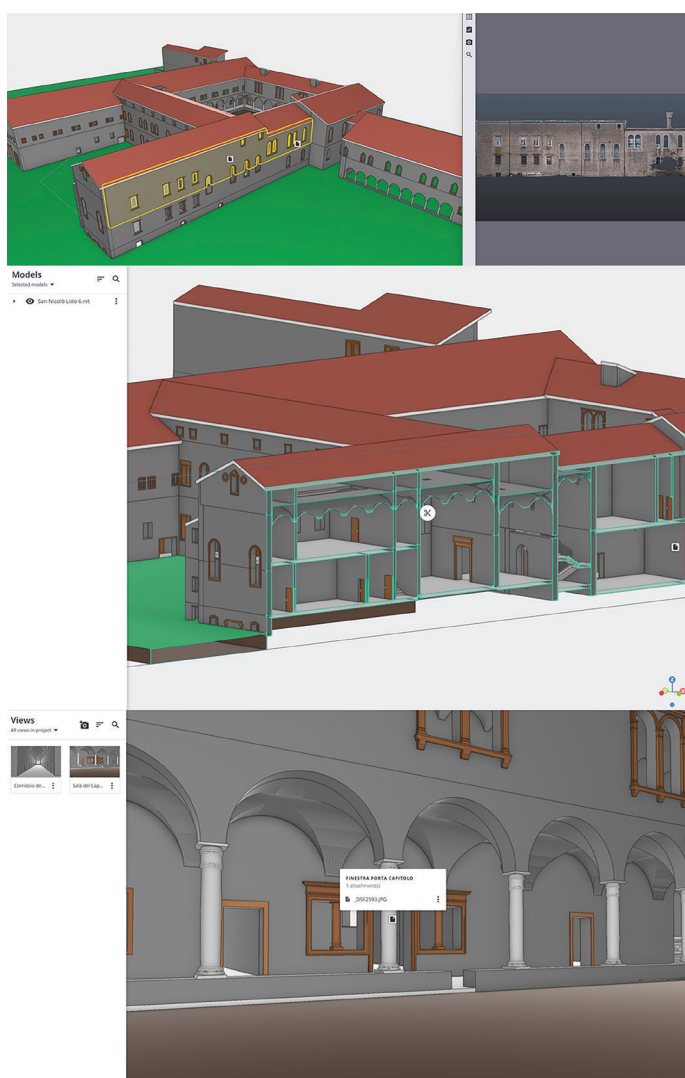 Models
Selected models
San Nicolò Lido 6.rvt
Z
Views
All views in project
Corridoio de...
Sala del Cap...
FINESTRA PORTA CAPITOLO
1 attachment(s)
_DSF2593.JPG